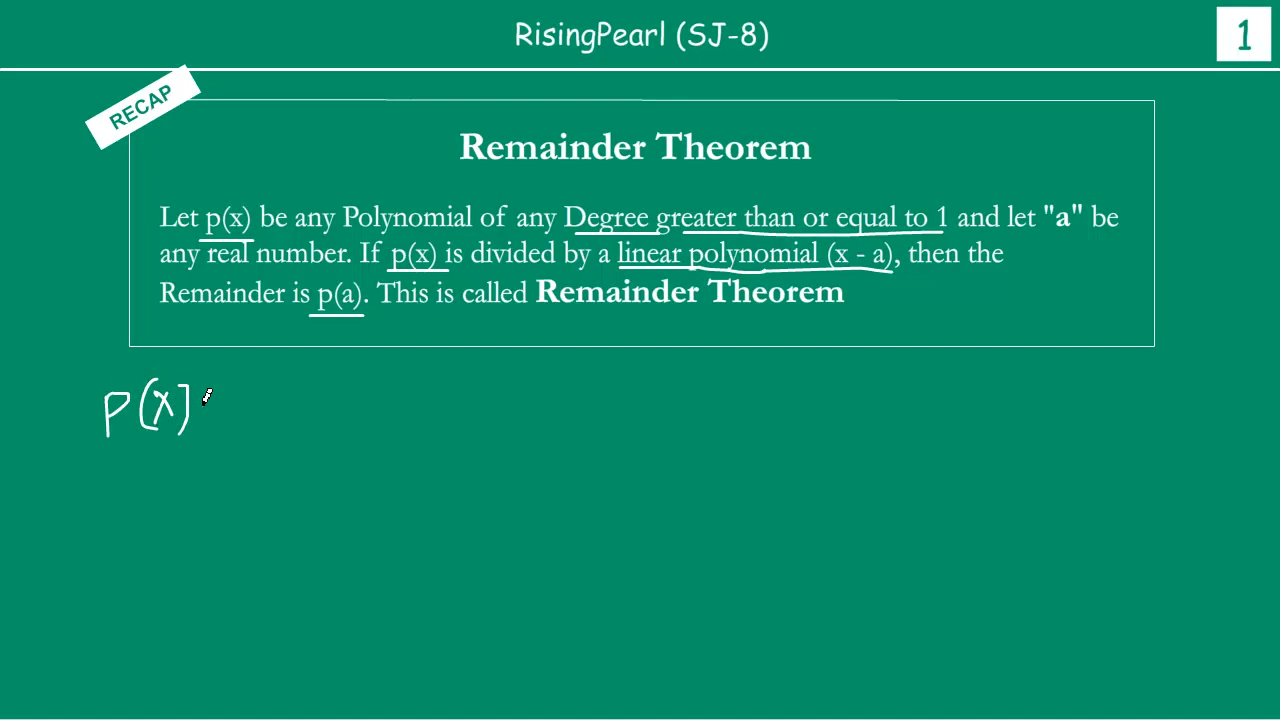 RisingPearl (SJ-8)
1
RECAP
Remainder Theorem
Let p(x) be any Polynomial of any Degree greater than or equal to 1 and let "a" be
any real number. If p(x) is divided by a linear polynomial (x - a), then the
Remainder is p(a). This is called Remainder Theorem
P(x)